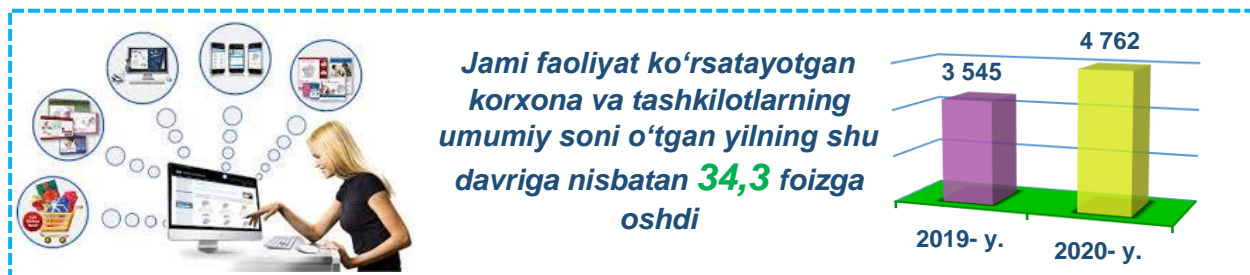 Jami faoliyat ko‘rsatayotgan
korxona va tashkilotlarning
umumiy soni o‘tgan yilning shu
davriga nisbatan 34,3 foizga
oshdi
4 762
3 545
2019- y.
2020- y.